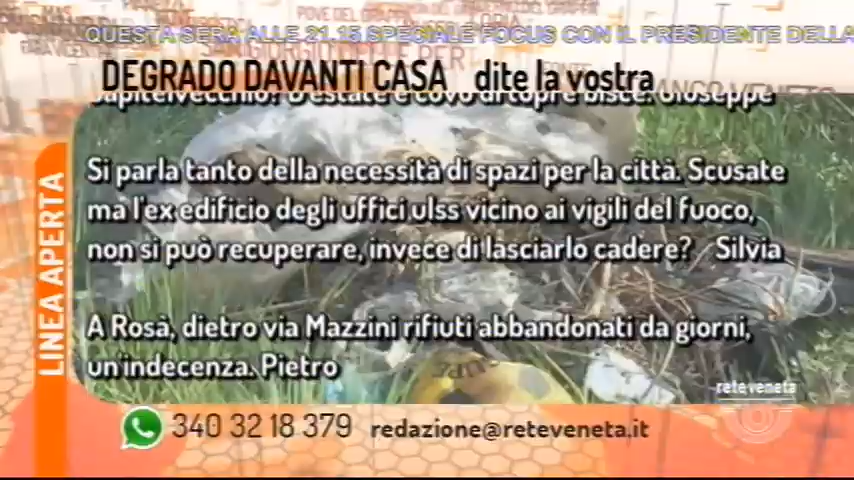 QUESTA SERA ALLE 21.15 SPECIALE FOCUS CON IL PRESIDENTE DELLA
DEGRADO DAVANTI CASA dite la vostra
Giuseppe
Si parla tanto della necessità di spazi per la città. Scusate
ma l'ex edificio degli uffici ulss vicino ai vigili del fuoco,
non si può recuperare, invece di lasciarlo cadere? Silvia
A Rosà, dietro via Mazzini rifiuti abbandonati da giorni,
un'indecenza. Pietro
LINEA APERTA
reteveneta
340 32 18 379 redazione@reteveneta.it